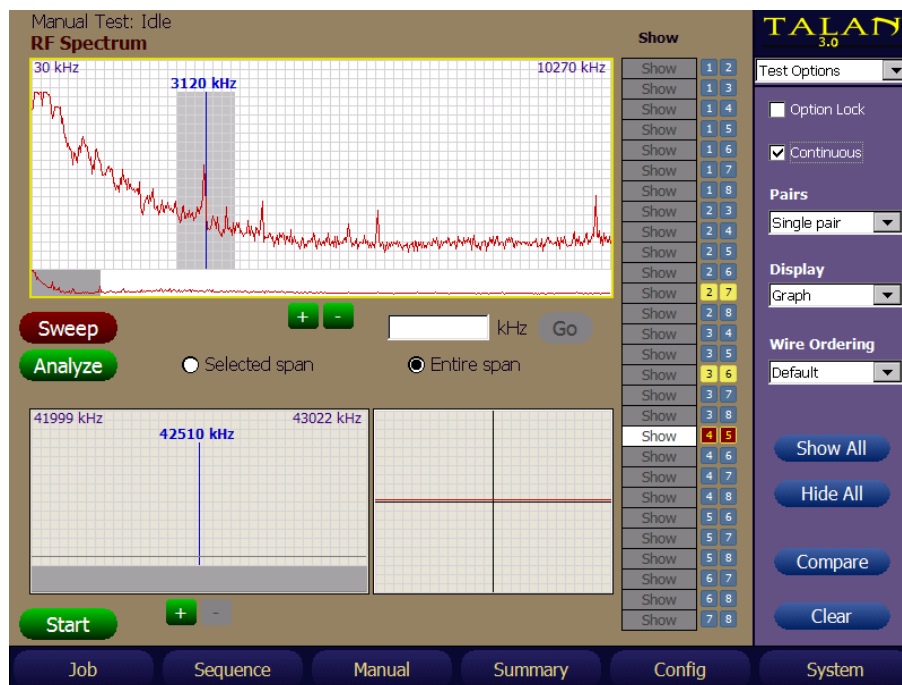 Manual Test: Idle
RF Spectrum
30 kHz
10270 kHz
3120 kHz
Sweep
+
-
kHz
Go
Analyze
Selected span
Entire span
41999 kHz
43022 kHz
42510 kHz
Start
+
-
Show
Show 1 2
Show 1 3
Show 1 4
Show 1 5
Show 1 6
Show 1 7
Show 1 8
Show 2 3
Show 2 4
Show 2 5
Show 2 6
Show 2 7
Show 2 8
Show 3 4
Show 3 5
Show 3 6
Show 3 7
Show 3 8
Show 4 5
Show 4 6
Show 4 7
Show 4 8
Show 5 6
Show 5 7
Show 5 8
Show 6 7
Show 6 8
Show 7 8
TALAN
3.0
Test Options
Option Lock
Continuous
Pairs
Single pair
Display
Graph
Wire Ordering
Default
Show All
Hide All
Compare
Clear
Job
Sequence
Manual
Summary
Config
System